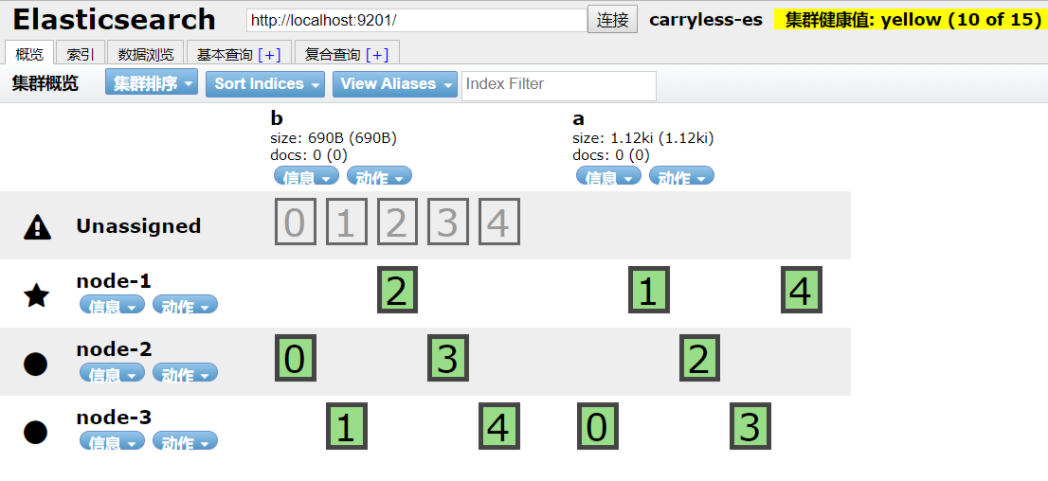 Elasticsearch http://localhost:9201/ 连接 carryless-es 集群健康值: yellow (10 of 15)
概览 索引 数据浏览 基本查询 [+] 复合查询 [+]
集群概览 集群排序 Sort Indices View Aliases Index Filter
b a
size: 690B (690B) size: 1.12ki (1.12ki)
docs: 0 (0) docs: 0 (0)
信息 动作 信息 动作
Unassigned 0 1 2 3 4
node-1 2 1 4
信息 动作
node-2 0 3 2
信息 动作
node-3 1 4 0 3
信息 动作